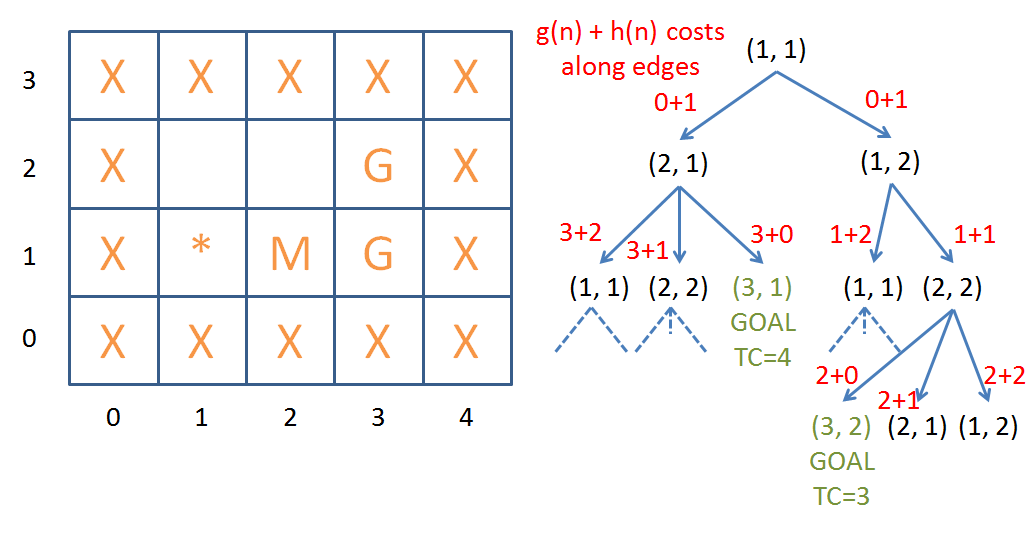 3 X X X X X
2 X G X
1 X * M G X
0 X X X X X
0 1 2 3 4
g(n) + h(n) costs
along edges
(1, 1)
0+1 0+1
(2, 1) (1, 2)
3+2 3+1 3+0 1+2 1+1
(1, 1) (2, 2) (3, 1) (1, 1) (2, 2)
GOAL
TC=4
2+0 2+1 2+2
(3, 2) (2, 1) (1, 2)
GOAL
TC=3